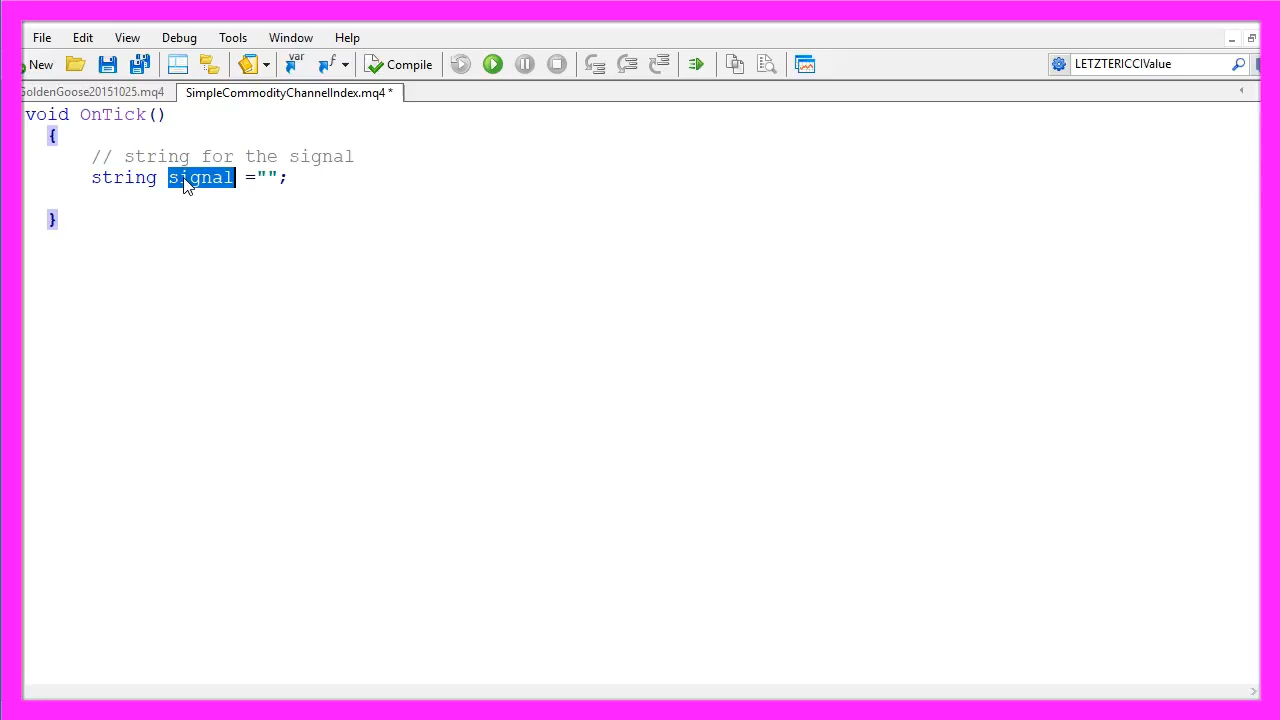 File Edit View Debug Tools Window Help
New var f Compile LETZTERICCIValue
GoldenGoose20151025.mq4 SimpleCommodityChannelIndex.mq4 *
void OnTick()
{
// string for the signal
string signal ="";
}